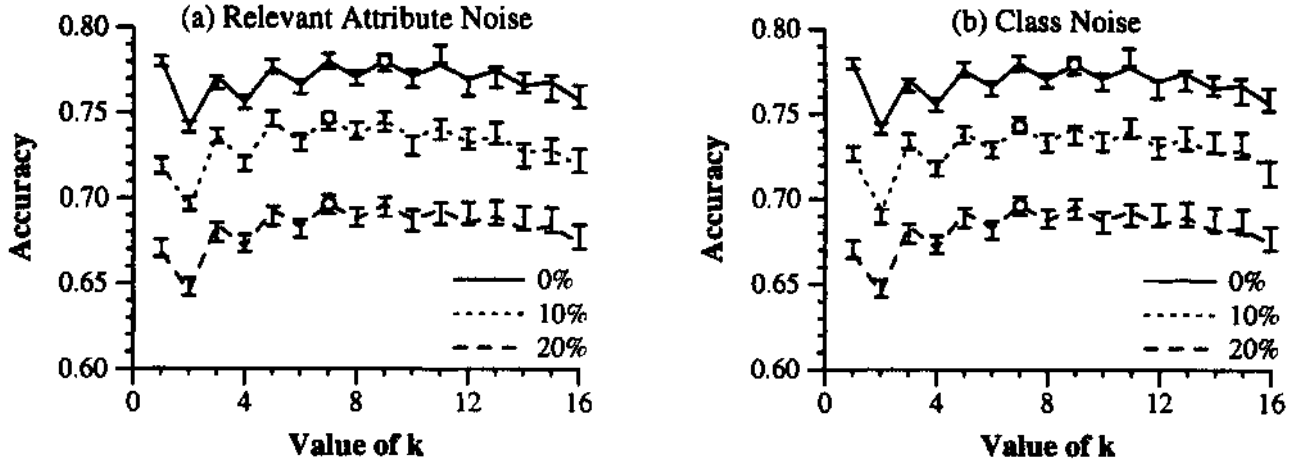 (a) Relevant Attribute Noise
0.80
0.75
0.70
0.65
0.60
Accuracy
0%
10%
20%
0 4 8 12 16
Value of k
(b) Class Noise
0.80
0.75
0.70
0.65
0.60
Accuracy
0%
10%
20%
0 4 8 12 16
Value of k